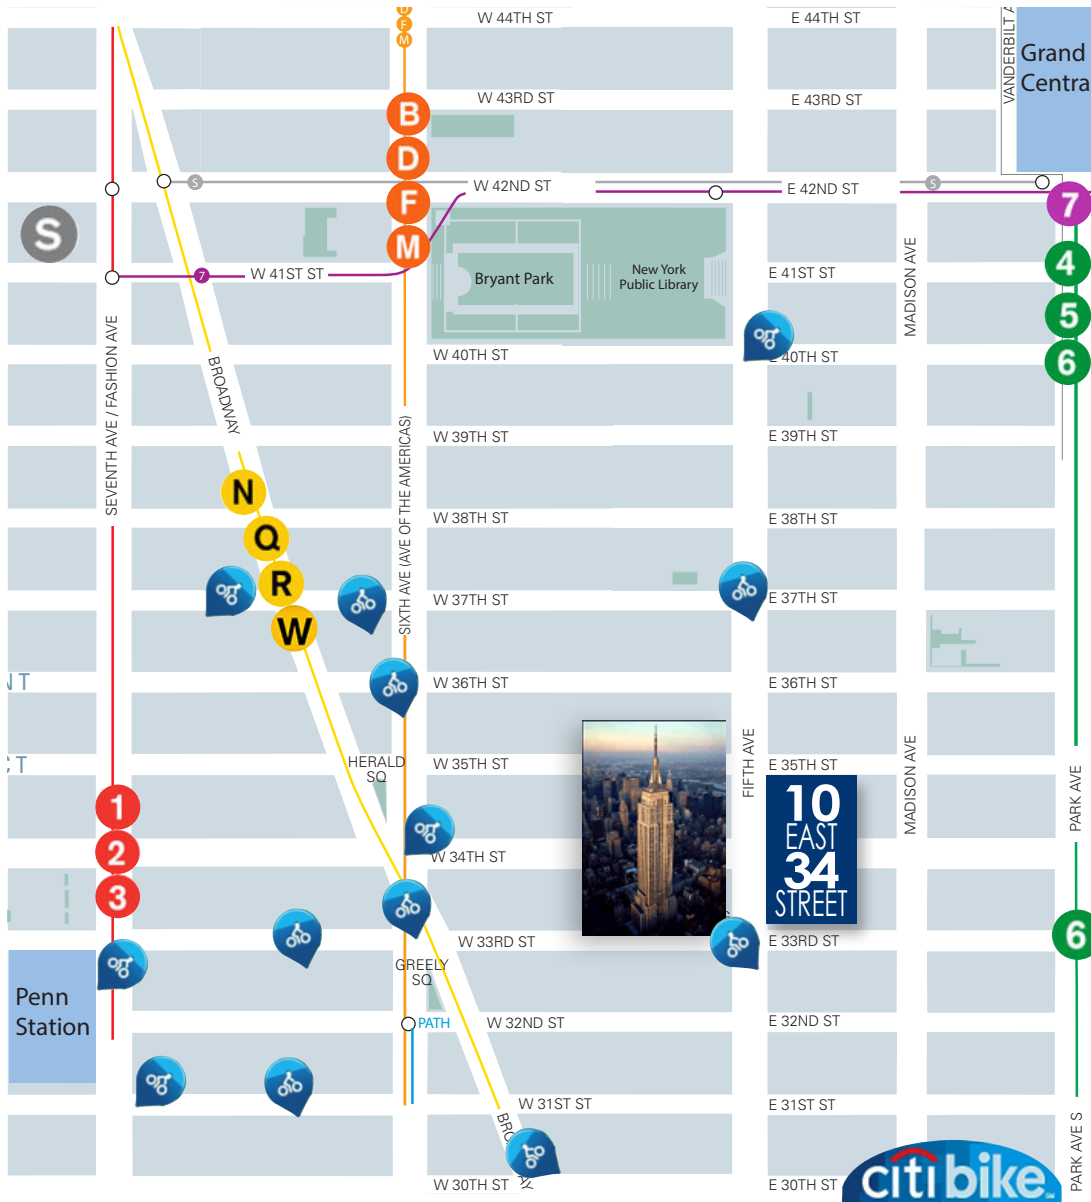 D
F
M
W 44TH ST
E 44TH ST
VANDERBILT A
Grand
Centra
W 43RD ST
E 43RD ST
B
D
F
M
S
S
W 42ND ST
E 42ND ST
S
7
S
4
5
6
7
W 41ST ST
Bryant Park
New York
Public Library
E 41ST ST
MADISON AVE
SEVENTH AVE / FASHION AVE
BROADWAY
W 40TH ST
E 40TH ST
SIXTH AVE (AVE OF THE AMERICAS)
W 39TH ST
E 39TH ST
N
Q
R
W
W 38TH ST
E 38TH ST
W 37TH ST
E 37TH ST
NT
W 36TH ST
E 36TH ST
CT
HERALD
SQ
W 35TH ST
FIFTH AVE
E 35TH ST
MADISON AVE
PARK AVE
1
2
3
10
EAST
34
STREET
W 34TH ST
6
W 33RD ST
E 33RD ST
GREELY
SQ
Penn
Station
PATH
W 32ND ST
E 32ND ST
W 31ST ST
E 31ST ST
BRO
WAY
W 30TH ST
E 30TH ST
PARK AVE S
citibike